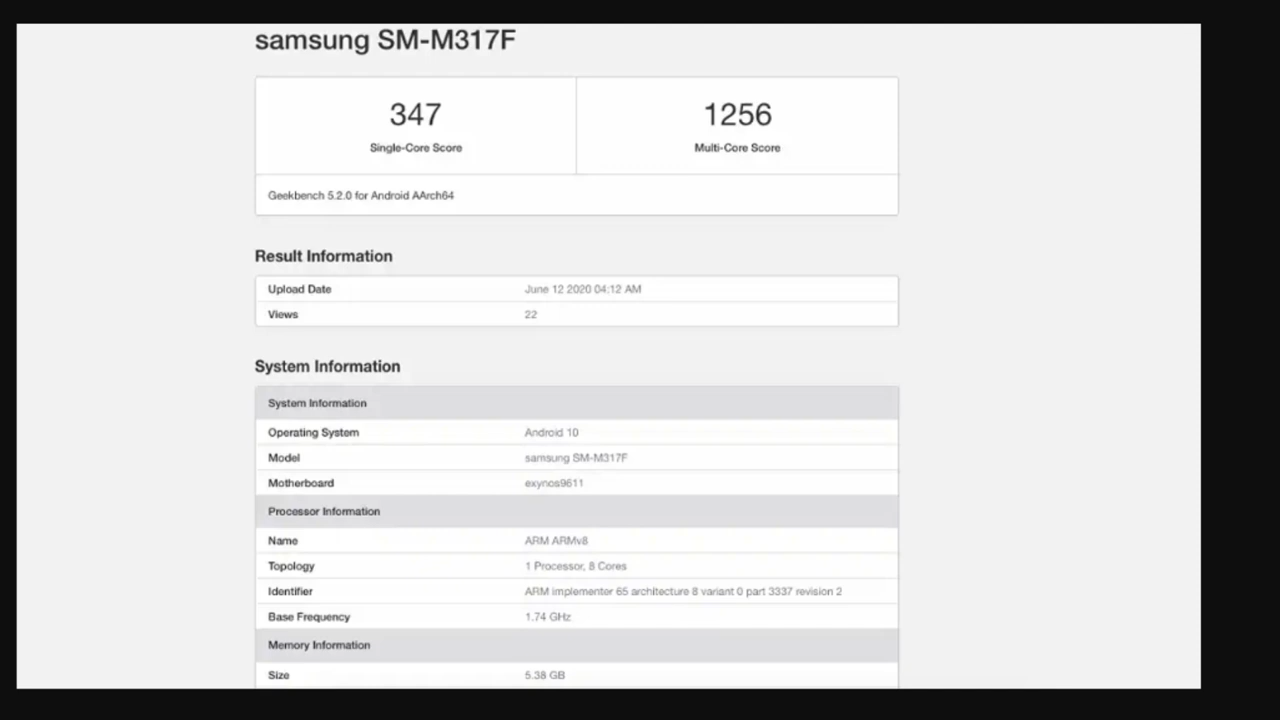 samsung SM-M317F
347 1256
Single-Core Score Multi-Core Score
Geekbench 5.2.0 for Android AArch64
Result Information
Upload Date June 12 2020 04:12 AM
Views 22
System Information
System Information
Operating System Android 10
Model samsung SM-M317F
Motherboard exynos9611
Processor Information
Name ARM ARMv8
Topology 1 Processor, 8 Cores
Identifier ARM implementer 65 architecture 8 variant 0 part 3337 revision 2
Base Frequency 1.74 GHz
Memory Information
Size 5.38 GB